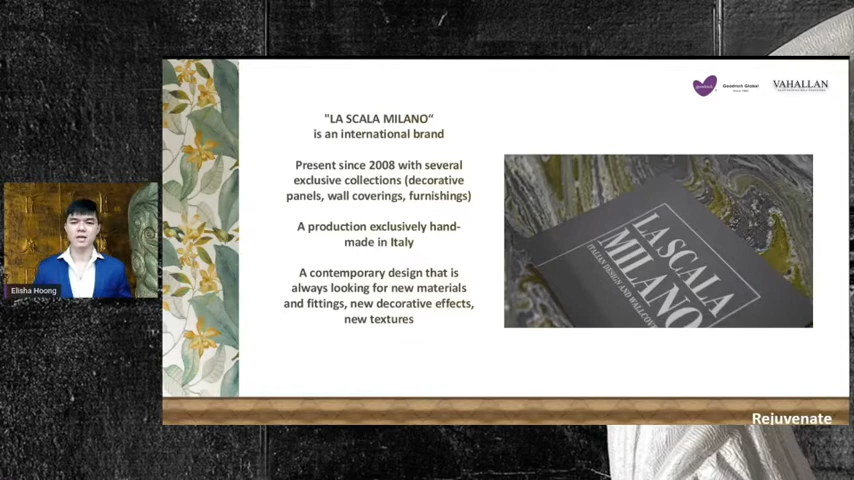 goodrich
Goodrich Global
VAHALLAN
"LA SCALA MILANO“
is an international brand
Present since 2008 with several
exclusive collections (decorative
panels, wall coverings, furnishings)
A production exclusively hand-
made in Italy
A contemporary design that is
always looking for new materials
and fittings, new decorative effects,
new textures
LA SCALA
MILANO
ITALIAN DESIGN AND WALLCOV
Elisha Hoong
Rejuvenate